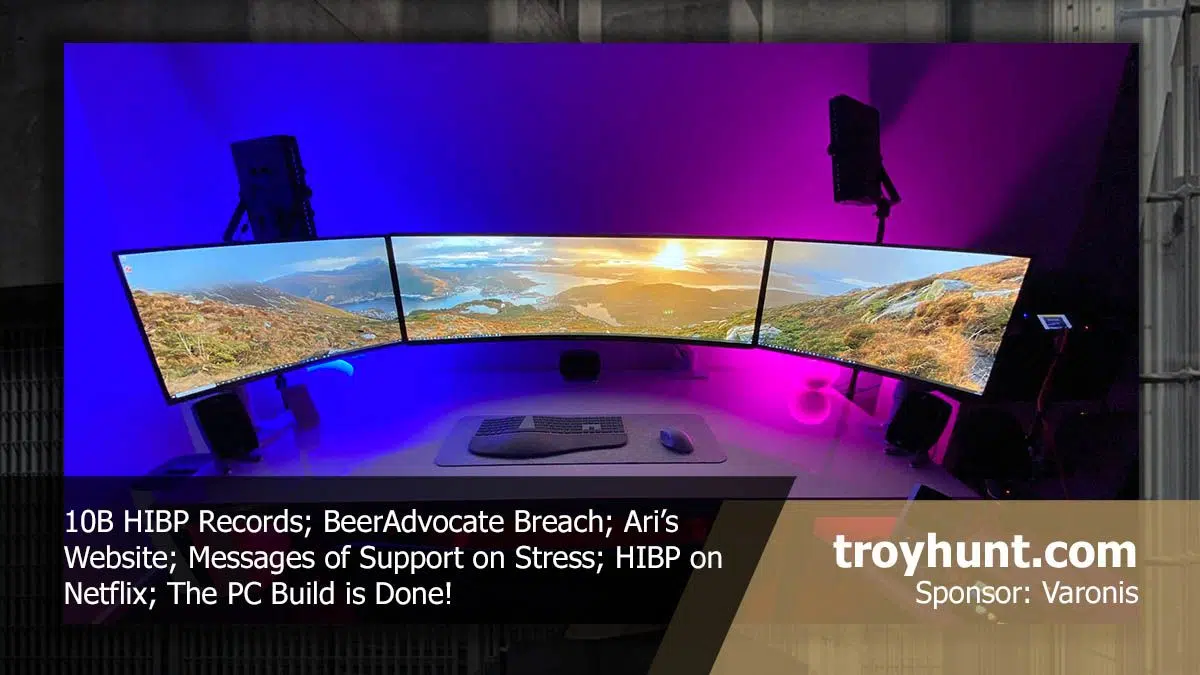 10B HIBP Records; BeerAdvocate Breach; Ari’s
Website; Messages of Support on Stress; HIBP on
Netflix; The PC Build is Done!
troyhunt.com
Sponsor: Varonis